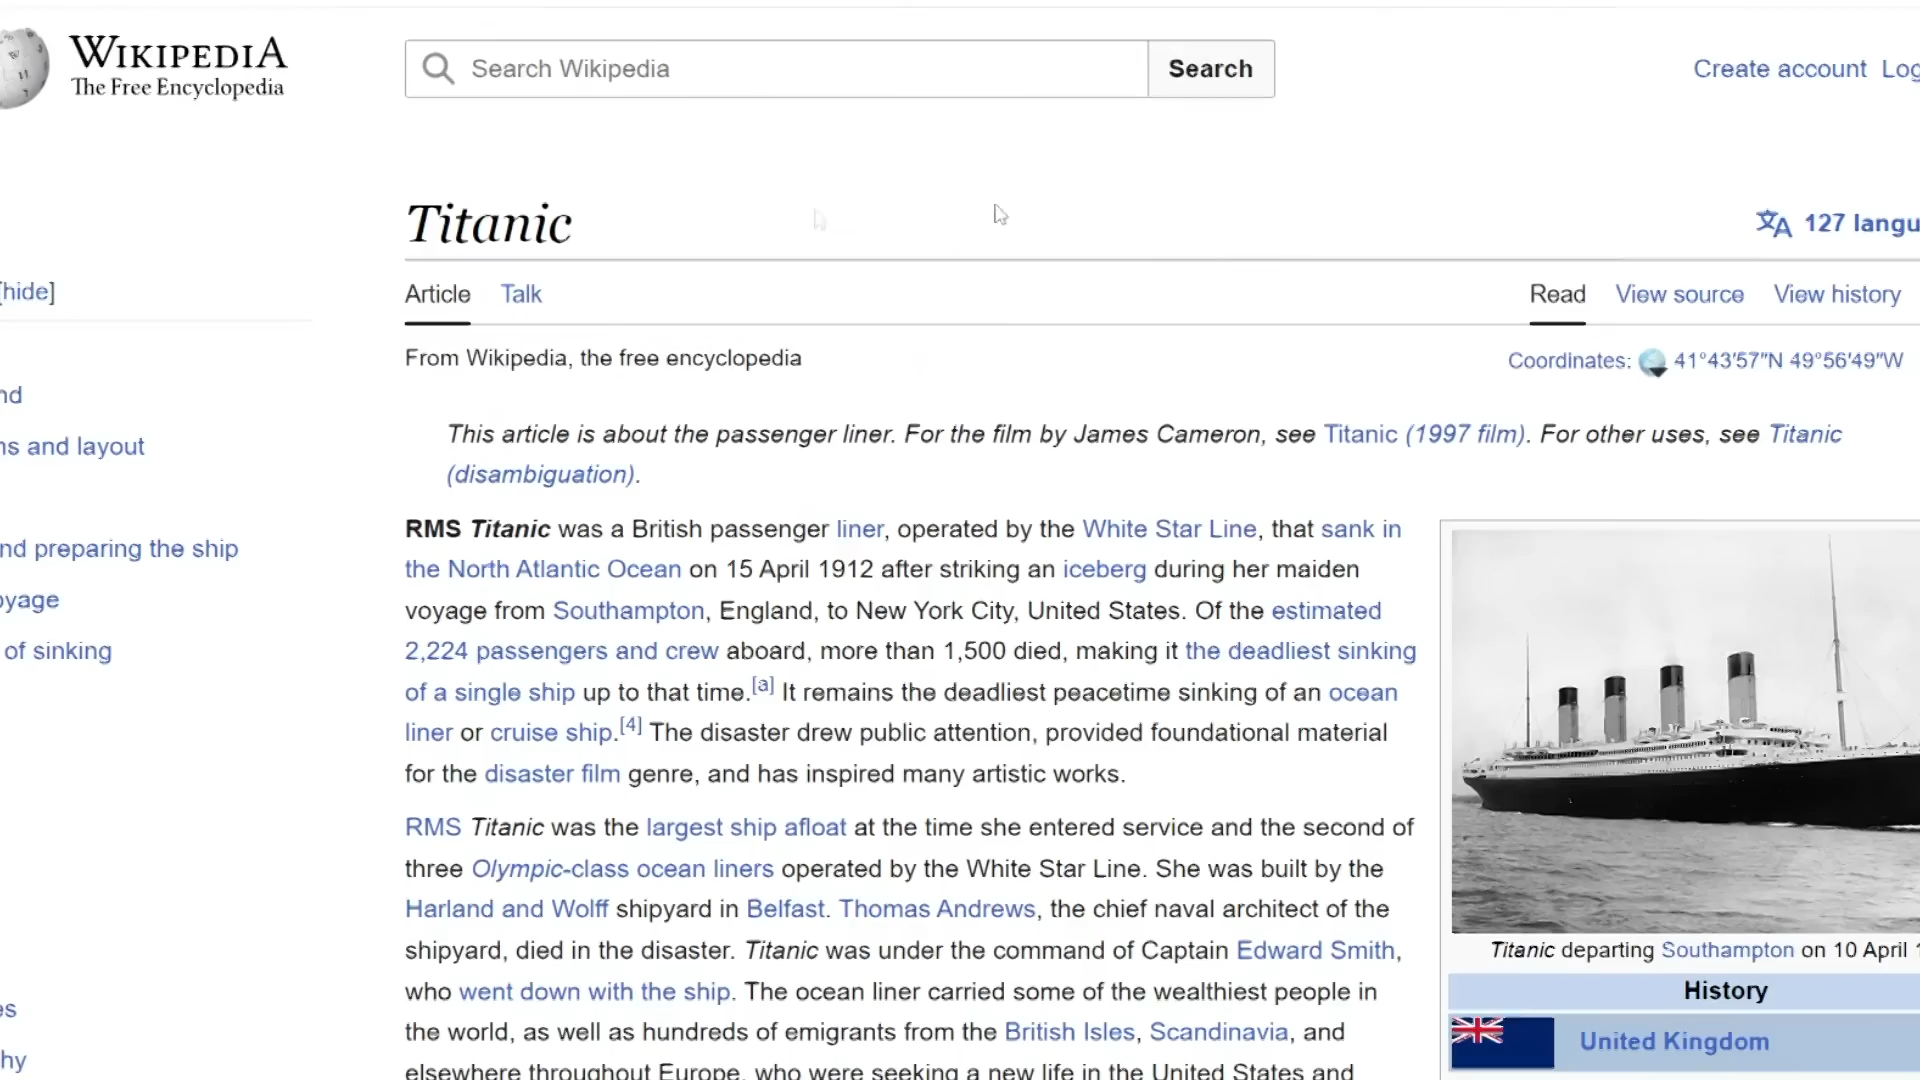 WIKIPEDIA
The Free Encyclopedia
Search Wikipedia
Search
Create account
Titanic
127
[hide]
Article
Talk
Read
View source
View history
From Wikipedia, the free encyclopedia
Coordinates: 41°43′57″N 49°56′49″W
This article is about the passenger liner. For the film by James Cameron, see Titanic (1997 film). For other uses, see Titanic
(disambiguation).
and layout
preparing the ship
of sinking
RMS Titanic was a British passenger liner, operated by the White Star Line, that sank in
the North Atlantic Ocean on 15 April 1912 after striking an iceberg during her maiden
voyage from Southampton, England, to New York City, United States. Of the estimated
2,224 passengers and crew aboard, more than 1,500 died, making it the deadliest sinking
of a single ship up to that time.[a] It remains the deadliest peacetime sinking of an ocean
liner or cruise ship.[4] The disaster drew public attention, provided foundational material
for the disaster film genre, and has inspired many artistic works.
RMS Titanic was the largest ship afloat at the time she entered service and the second of
three Olympic-class ocean liners operated by the White Star Line. She was built by the
Harland and Wolff shipyard in Belfast. Thomas Andrews, the chief naval architect of the
shipyard, died in the disaster. Titanic was under the command of Captain Edward Smith,
who went down with the ship. The ocean liner carried some of the wealthiest people in
the world, as well as hundreds of emigrants from the British Isles, Scandinavia, and
elsewhere throughout Europe, who were seeking a new life in the United States and
Titanic departing Southampton on 10 April
History
United Kingdom